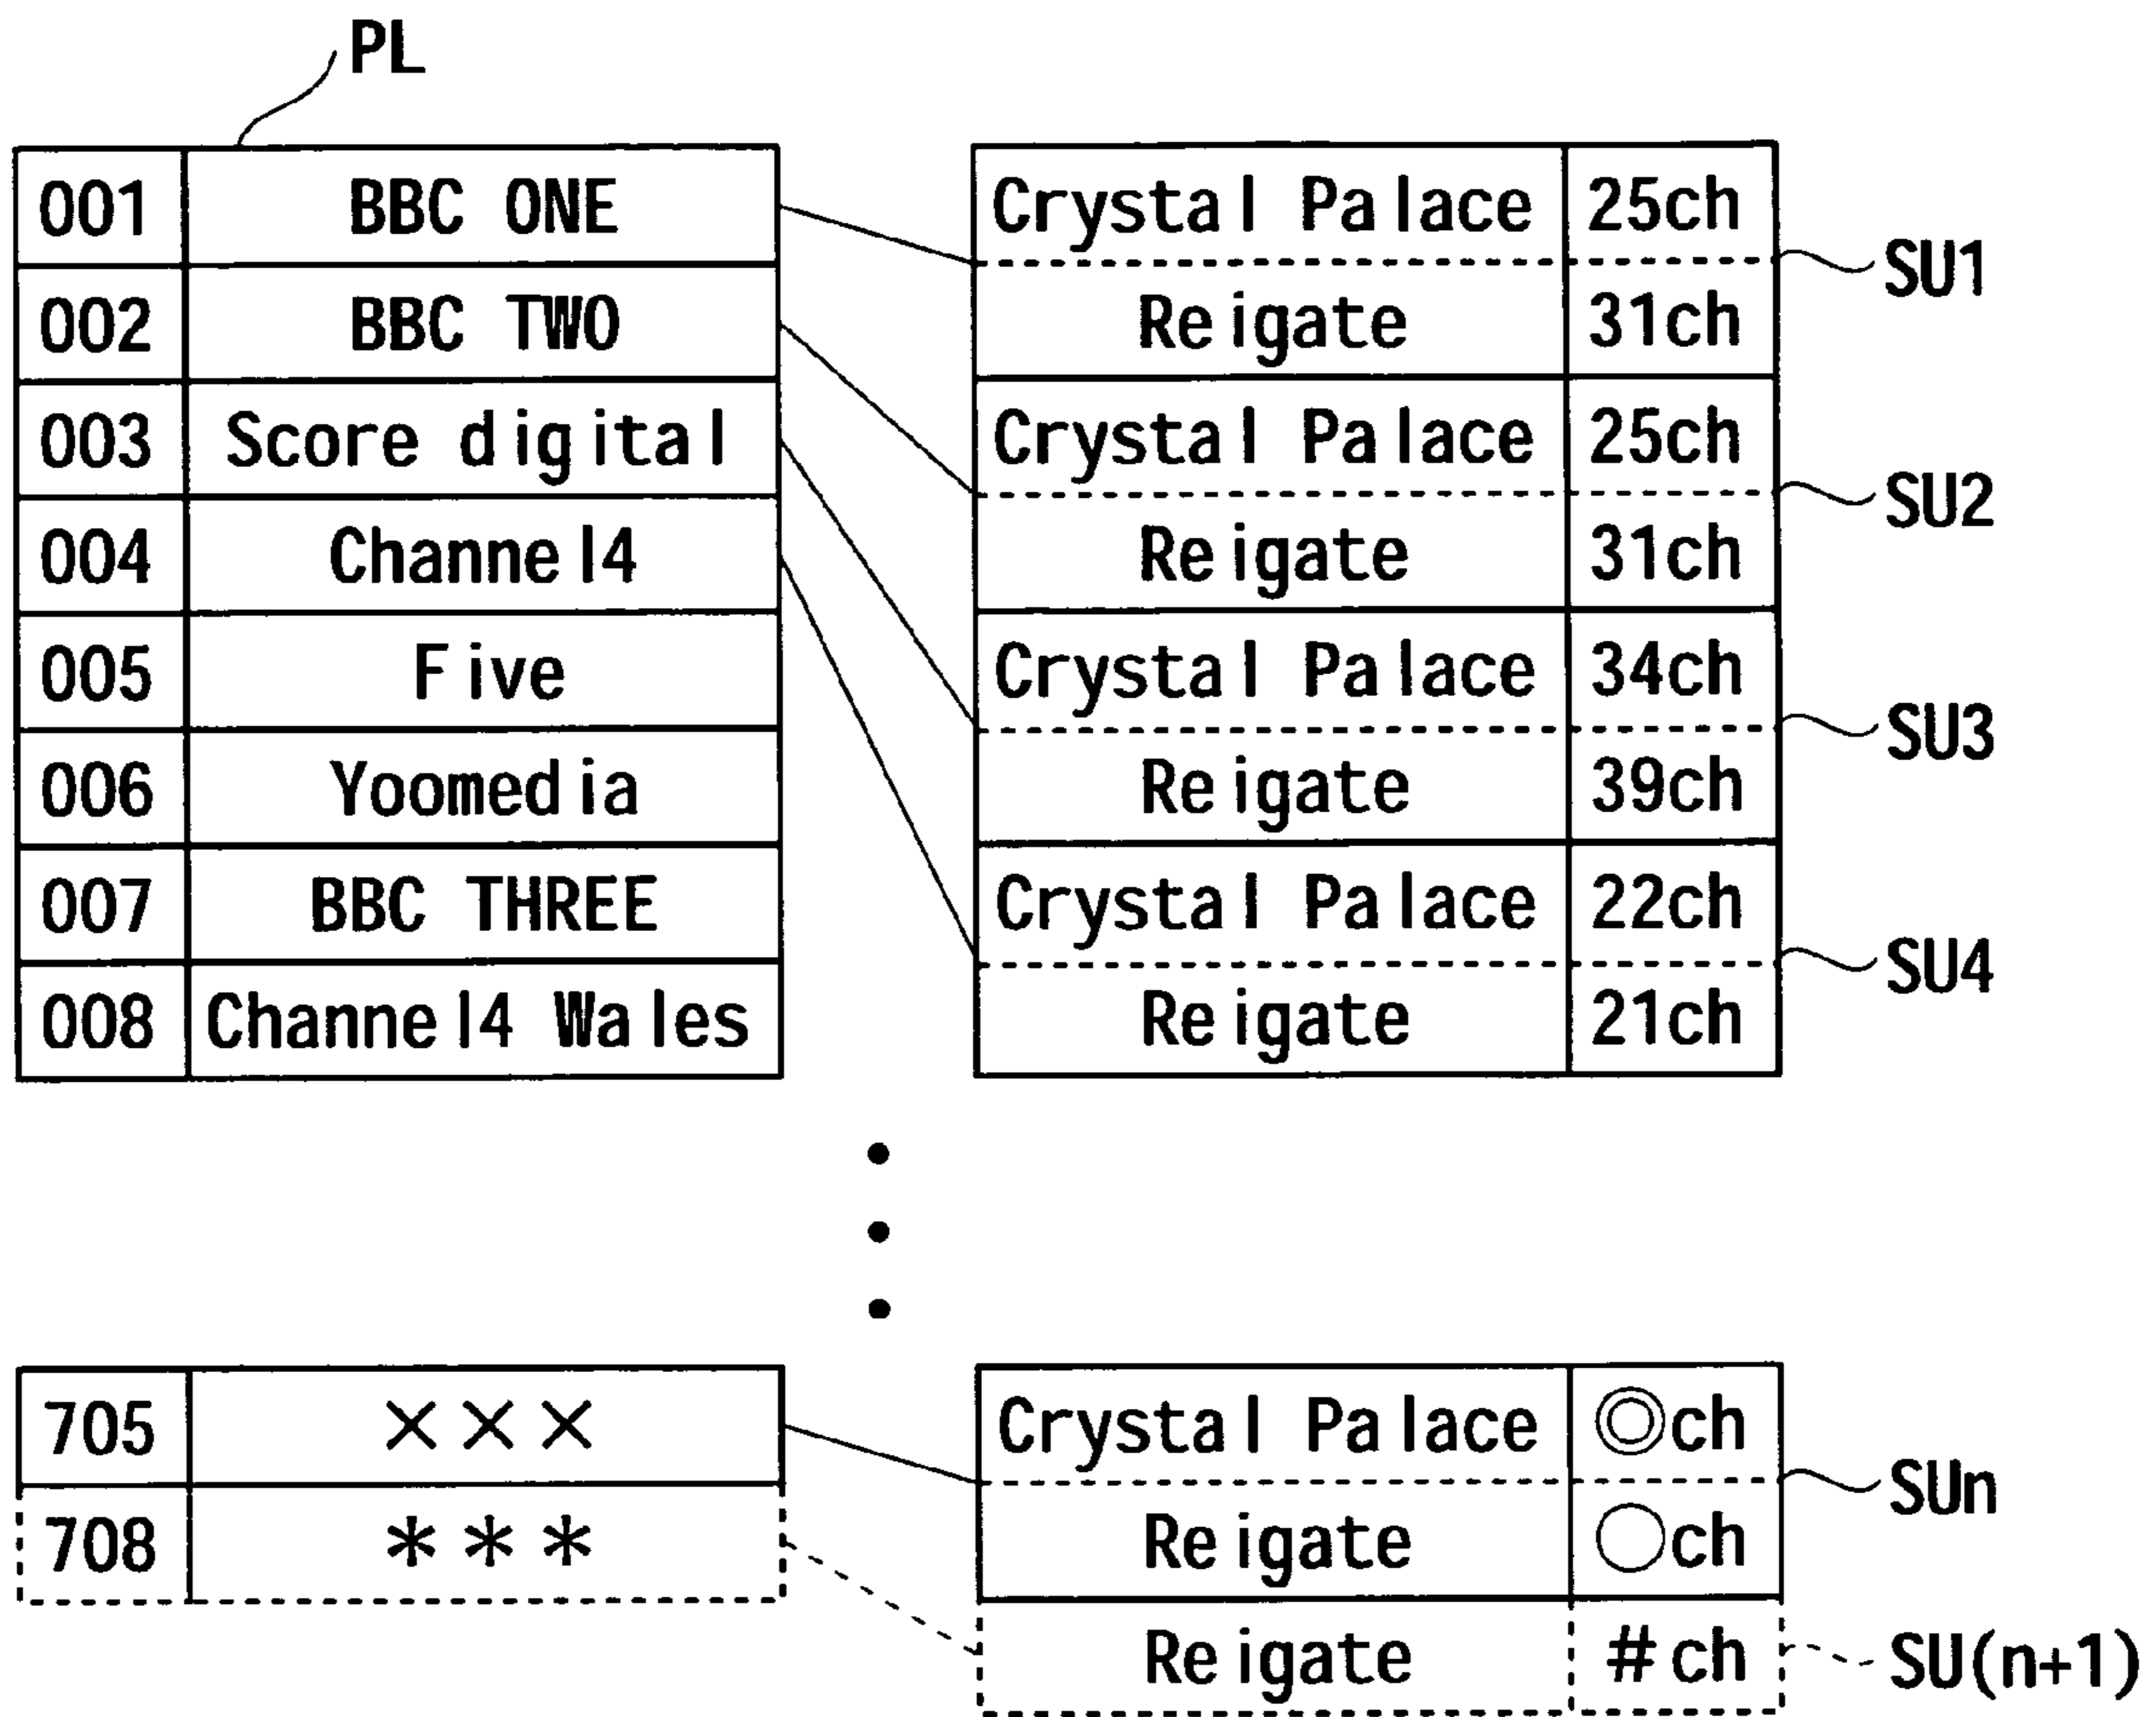 PL
001 BBC ONE
002 BBC TWO
003 Score digital
004 Channel4
005 Five
006 Yoomedia
007 BBC THREE
008 Channel4 Wales
Crystal Palace 25ch
Reigate 31ch
SU1
Crystal Palace 25ch
Reigate 31ch
SU2
Crystal Palace 34ch
Reigate 39ch
SU3
Crystal Palace 22ch
Reigate 21ch
SU4
705 ×××
708 ***
Crystal Palace ◎ch
Reigate ○ch
SUn
Reigate #ch
SU(n+1)